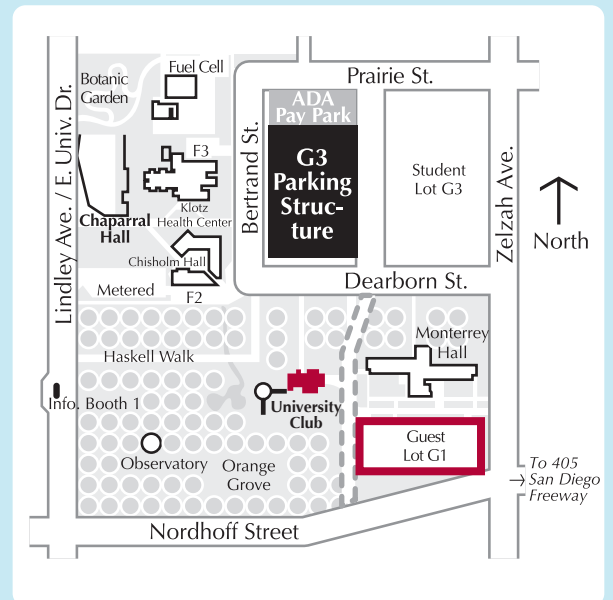 Fuel Cell
Botanic
Garden
Prairie St.
ADA
Pay Park
G3
Parking
Struc-
ture
Student
Lot G3
F3
Klotz
Health Center
Chaparral
Hall
Chisholm Hall
F2
Metered
Lindley Ave. / E. Univ. Dr.
Bertrand St.
Zelzah Ave.
North
Dearborn St.
Monterrey
Hall
Haskell Walk
Info. Booth 1
University
Club
Guest
Lot G1
Observatory
Orange
Grove
To 405
→San Diego
Freeway
Nordhoff Street